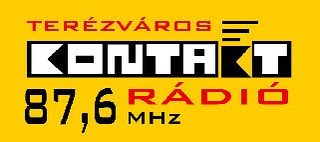 TERÉZVÁROS
KONTAKT
87,6 RÁDIÓ
MHz